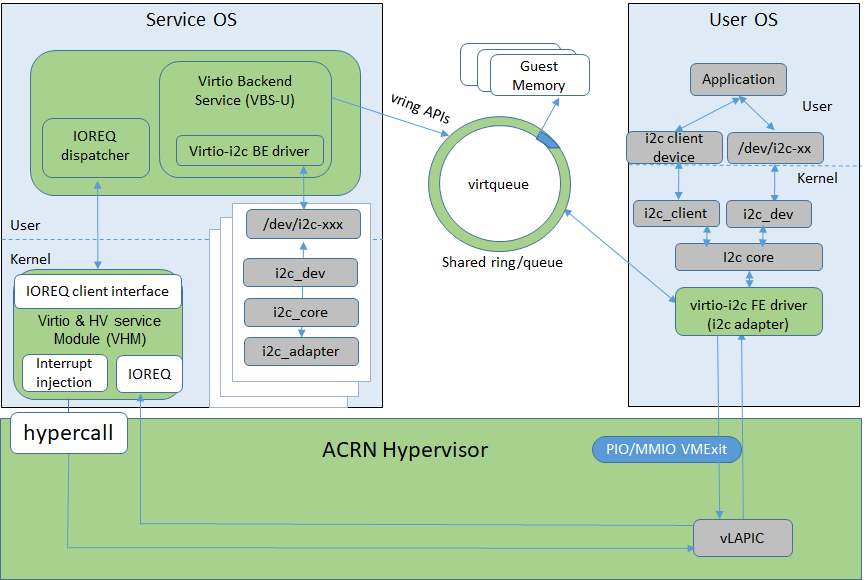 Service OS
Virtio Backend
Service (VBS-U)
IOREQ
dispatcher
Virtio-i2c BE driver
User
Kernel
/dev/i2c-xxx
i2c_dev
i2c_core
i2c_adapter
IOREQ client interface
Virtio & HV service
Module (VHM)
Interrupt
injection
IOREQ
vring APIs
Guest
Memory
virtqueue
Shared ring/queue
User OS
Application
User
i2c client
device
/dev/i2c-xx
Kernel
i2c_client
i2c_dev
I2c core
virtio-i2c FE driver
(i2c adapter)
hypercall
ACRN Hypervisor
PIO/MMIO VMExit
vLAPIC